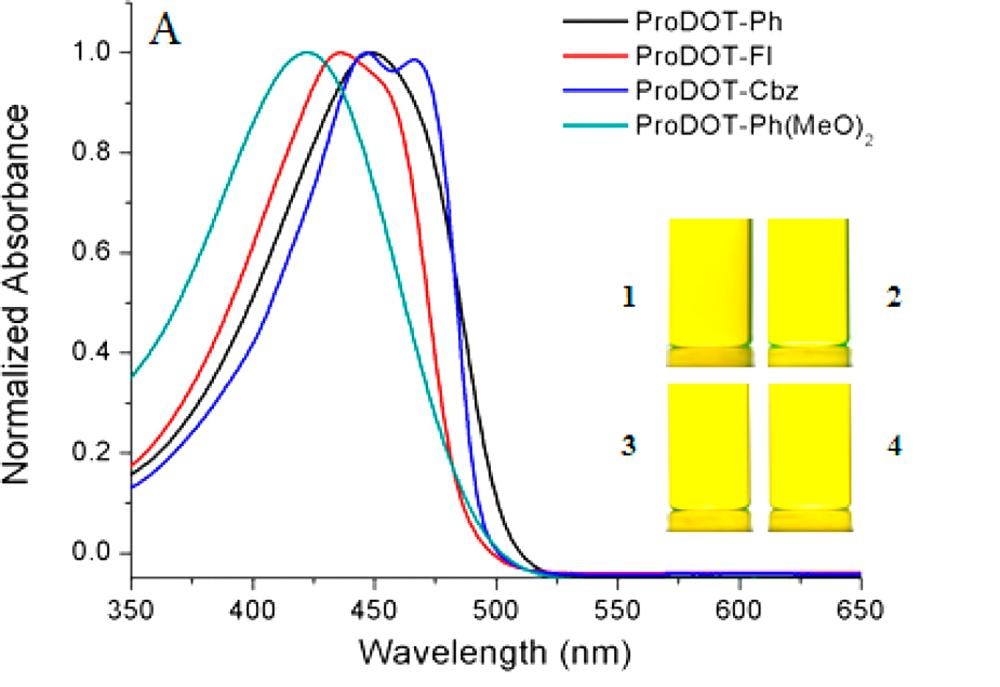 A
ProDOT-Ph
ProDOT-Fl
ProDOT-Cbz
ProDOT-Ph(MeO)₂
Normalized Absorbance
1.0
0.8
0.6
0.4
0.2
0.0
1
2
3
4
350 400 450 500 550 600 650
Wavelength (nm)